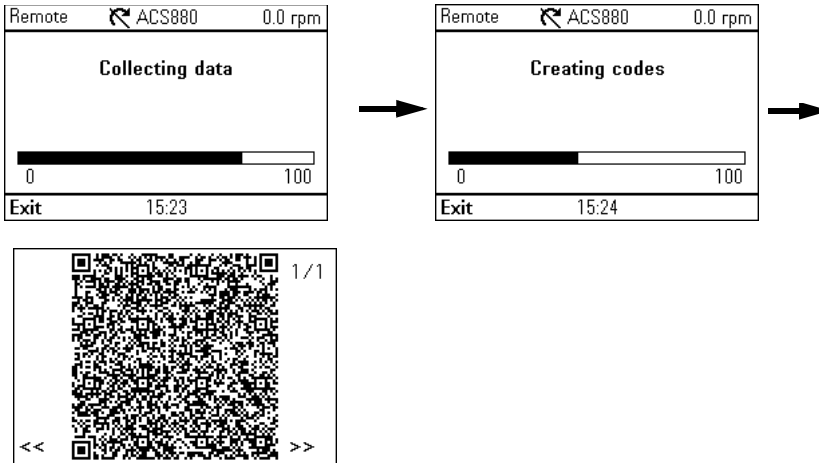 Remote ACS880 0.0 rpm
Collecting data
0 100
Exit 15:23
Remote ACS880 0.0 rpm
Creating codes
0 100
Exit 15:24
1/1
<< >>